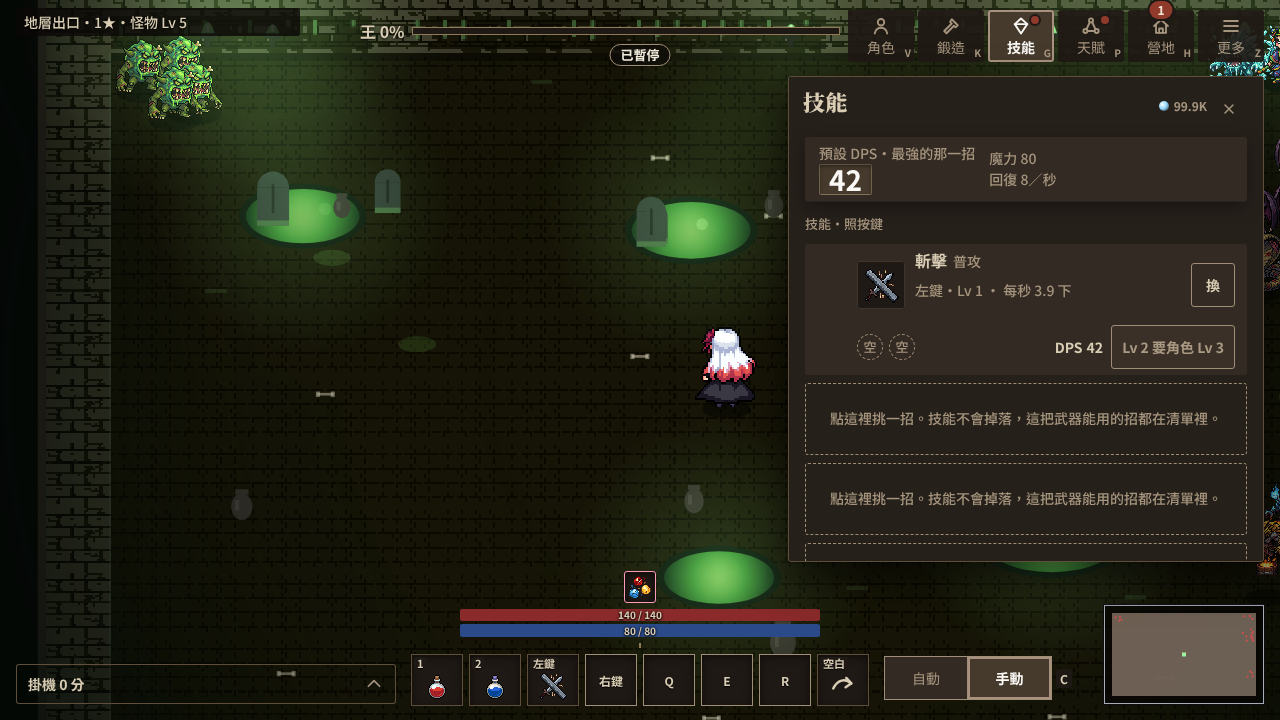 地層出口・1★・怪物 Lv 5
王 0%
已暫停
角色 V
鍛造 K
技能 G
天賦 P
1
營地 H
更多 Z
技能
99.9K
×
預設 DPS・最強的那一招
42
魔力 80
回復 8／秒
技能・照按鍵
斬擊 普攻
左鍵・Lv 1 ・ 每秒 3.9 下
換
空 空
DPS 42
Lv 2 要角色 Lv 3
點這裡挑一招。技能不會掉落，這把武器能用的招都在清單裡。
點這裡挑一招。技能不會掉落，這把武器能用的招都在清單裡。
140 / 140
80 / 80
掛機 0 分
1
2
左鍵
右鍵
Q
E
R
空白
自動
手動
C